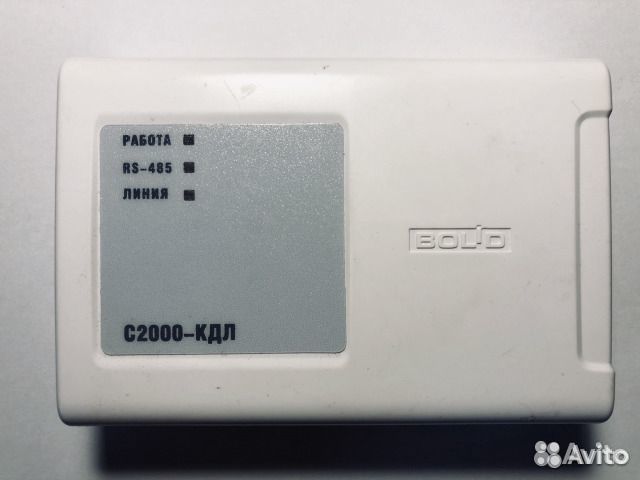 РАБОТА
RS-485
ЛИНИЯ
BOLID
С2000-КДЛ
Avito